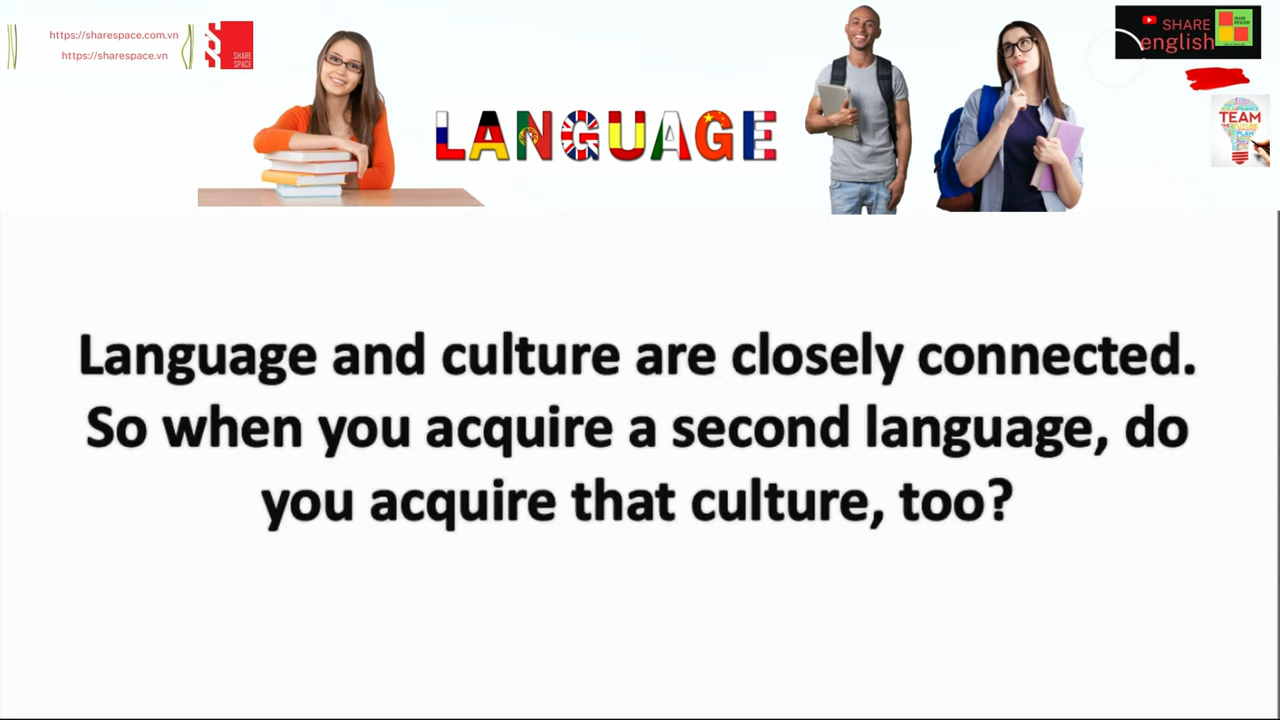 https://sharespace.com.vn
https://sharespace.vn
SHARE
SPACE
LANGUAGE
SHARE
english
TEAM
PLAN
Language and culture are closely connected.
So when you acquire a second language, do
you acquire that culture, too?